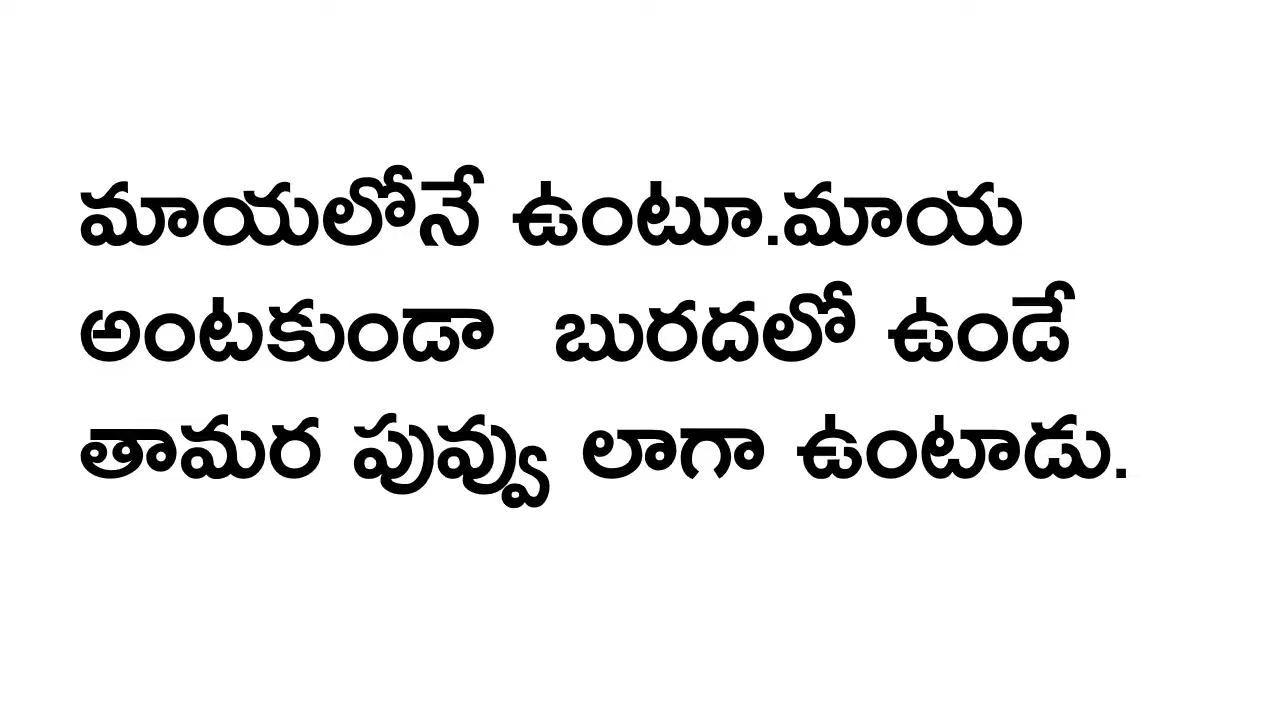 మాయలోనే ఉంటూ.మాయ
అంటకుండా  బురదలో ఉండే
తామర పువ్వు లాగా ఉంటాడు.